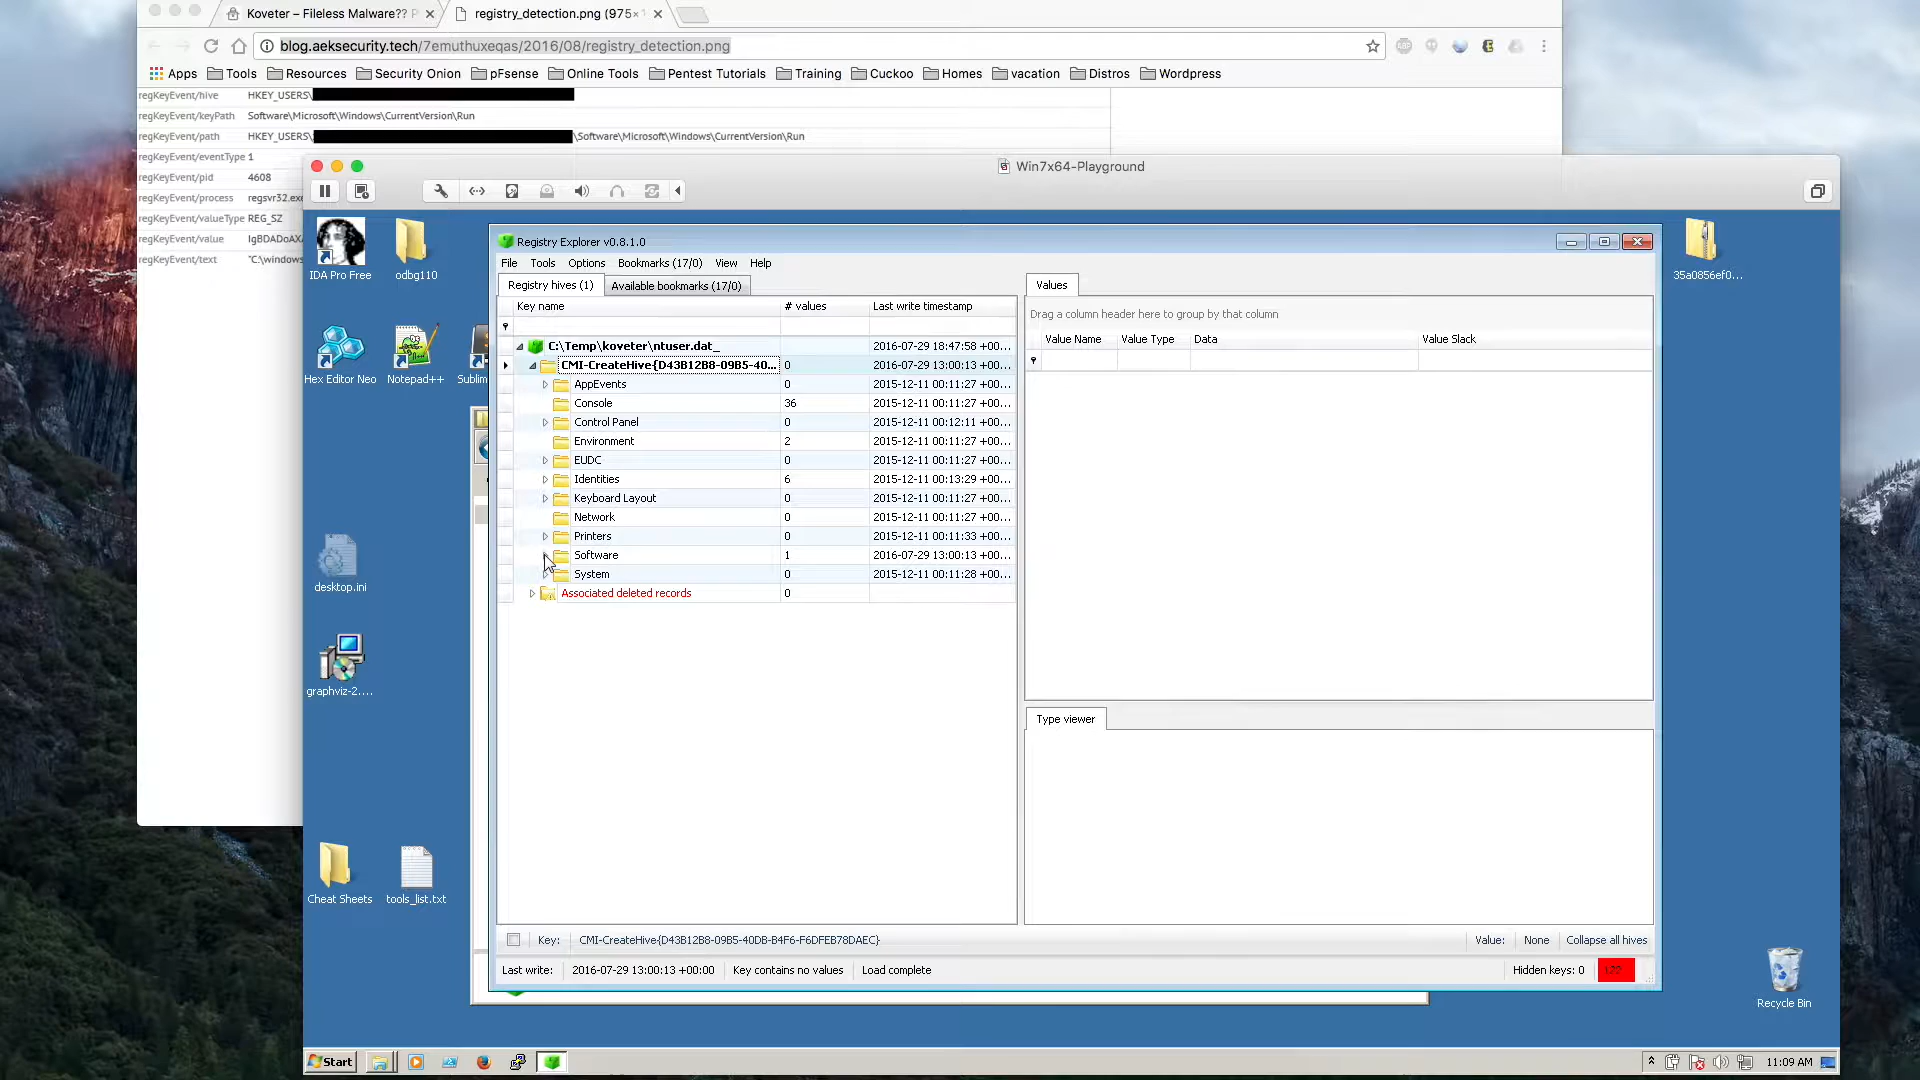 Koveter – Fileless Malware?? P
registry_detection.png (975×
blog.aeksecurity.tech/7emuthuxeqas/2016/08/registry_detection.png
Apps Tools Resources Security Onion pfSense Online Tools Pentest Tutorials Training Cuckoo Homes vacation Distros Wordpress
regKeyEvent/hive HKEY_USERS\
regKeyEvent/keyPath Software\Microsoft\Windows\CurrentVersion\Run
regKeyEvent/path HKEY_USERS\ \Software\Microsoft\Windows\CurrentVersion\Run
regKeyEvent/eventType 1
regKeyEvent/pid 4608
regKeyEvent/process regsvr32.exe
regKeyEvent/valueType REG_SZ
regKeyEvent/value IgBDADoAX
regKeyEvent/text "C:\windows
Win7x64-Playground
IDA Pro Free
odbg110
Hex Editor Neo
Notepad++
Sublim
desktop.ini
graphviz-2....
Cheat Sheets
tools_list.txt
35a0856ef0...
Recycle Bin
Registry Explorer v0.8.1.0
File Tools Options Bookmarks (17/0) View Help
Registry hives (1) Available bookmarks (17/0)
Key name # values Last write timestamp
C:\Temp\koveter\ntuser.dat_ 2016-07-29 18:47:58 +00...
CMI-CreateHive{D43B12B8-09B5-40... 0 2016-07-29 13:00:13 +00...
AppEvents 0 2015-12-11 00:11:27 +00...
Console 36 2015-12-11 00:11:27 +00...
Control Panel 0 2015-12-11 00:12:11 +00...
Environment 2 2015-12-11 00:11:27 +00...
EUDC 0 2015-12-11 00:11:27 +00...
Identities 6 2015-12-11 00:13:29 +00...
Keyboard Layout 0 2015-12-11 00:11:27 +00...
Network 0 2015-12-11 00:11:27 +00...
Printers 0 2015-12-11 00:11:33 +00...
Software 1 2016-07-29 13:00:13 +00...
System 0 2015-12-11 00:11:28 +00...
Associated deleted records 0
Values
Drag a column header here to group by that column
Value Name Value Type Data Value Slack
Type viewer
Key: CMI-CreateHive{D43B12B8-09B5-40DB-B4F6-F6DFEB78DAEC} Value: None Collapse all hives
Last write: 2016-07-29 13:00:13 +00:00 Key contains no values Load complete Hidden keys: 0
Start
11:09 AM